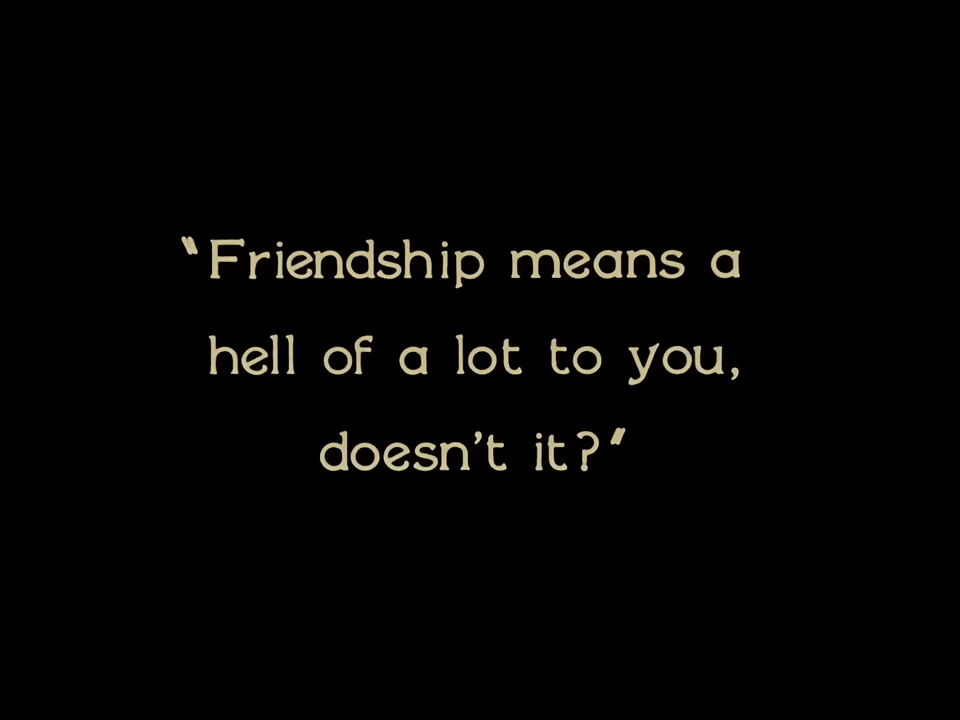 "Friendship means a
hell of a lot to you,
doesn't it?"